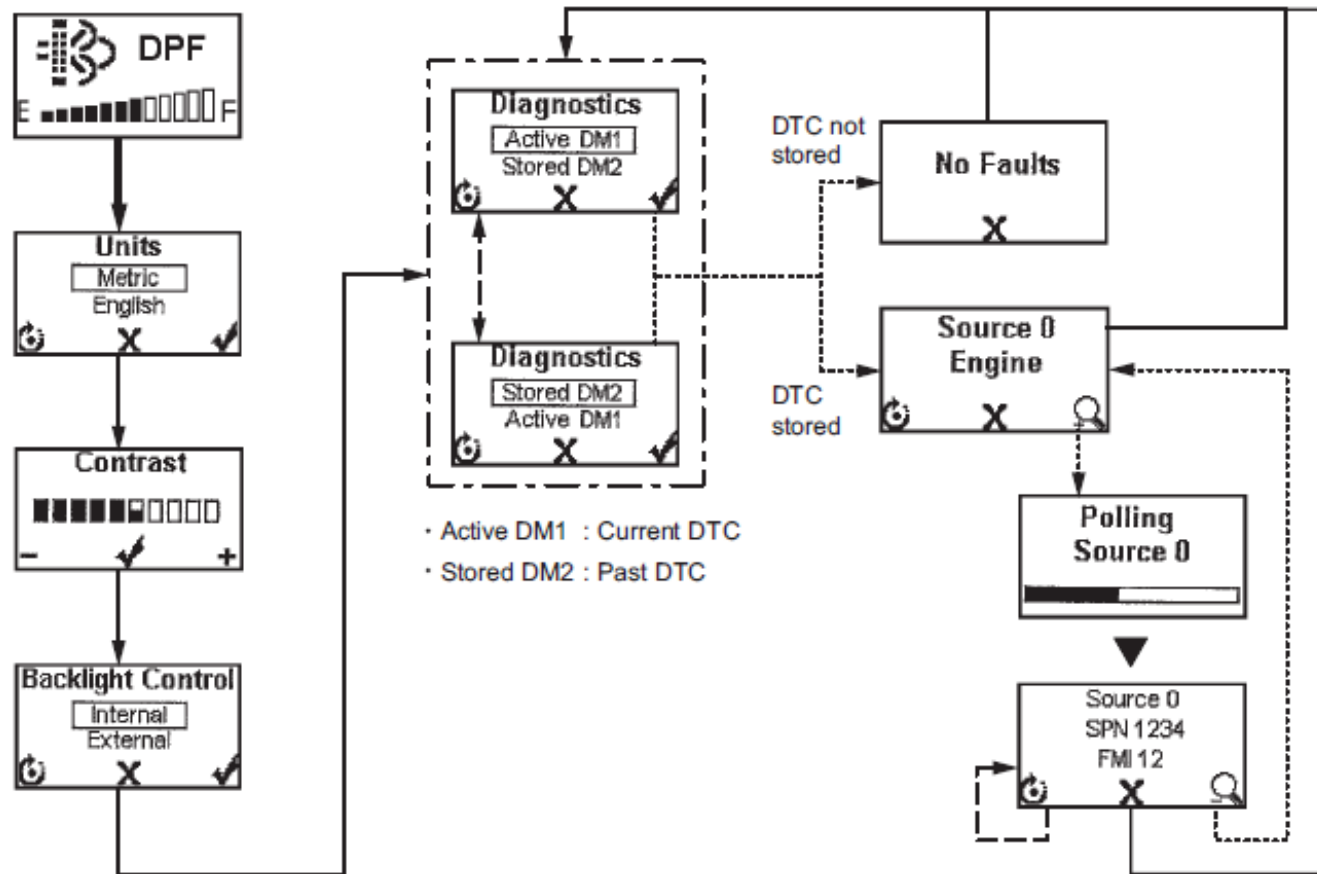 DPF
E F
Units
Metric
English
X
Contrast
- +
Backlight Control
Internal
External
X
Diagnostics
Active DM1
Stored DM2
X
Diagnostics
Stored DM2
Active DM1
X
· Active DM1 : Current DTC
· Stored DM2 : Past DTC
DTC not
stored
DTC
stored
No Faults
X
Source 0
Engine
X
Polling
Source 0
Source 0
SPN 1234
FMI 12
X